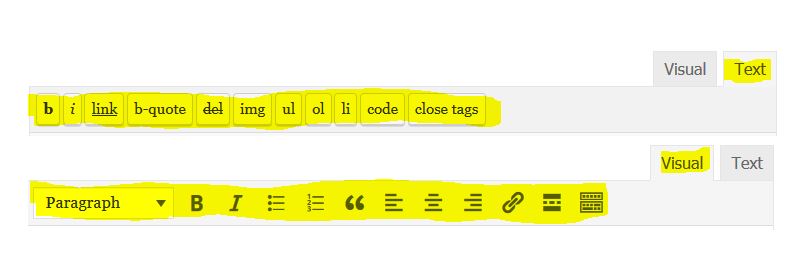 Visual Text
b i link b-quote del img ul ol li code close tags
Visual Text
Paragraph B I